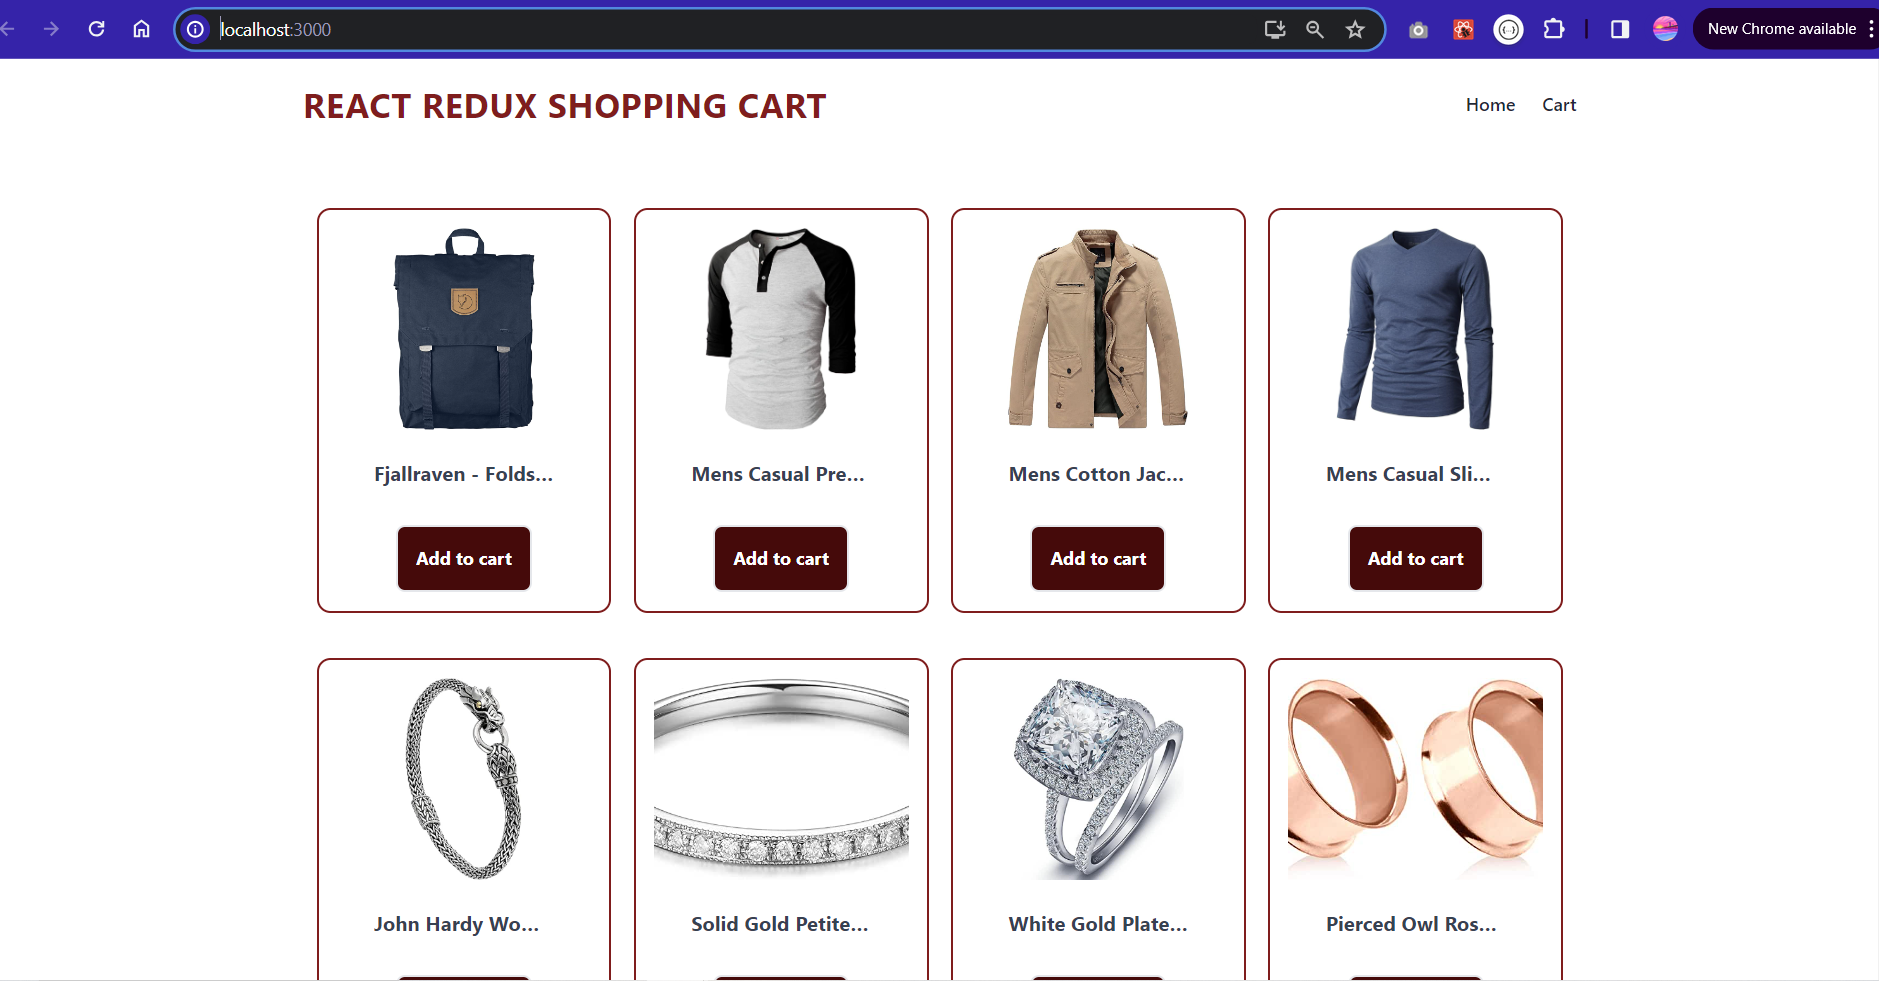 localhost:3000
New Chrome available
REACT REDUX SHOPPING CART
Home Cart
Fjallraven - Folds...
Mens Casual Pre...
Mens Cotton Jac...
Mens Casual Sli...
Add to cart
Add to cart
Add to cart
Add to cart
John Hardy Wo...
Solid Gold Petite...
White Gold Plate...
Pierced Owl Ros...